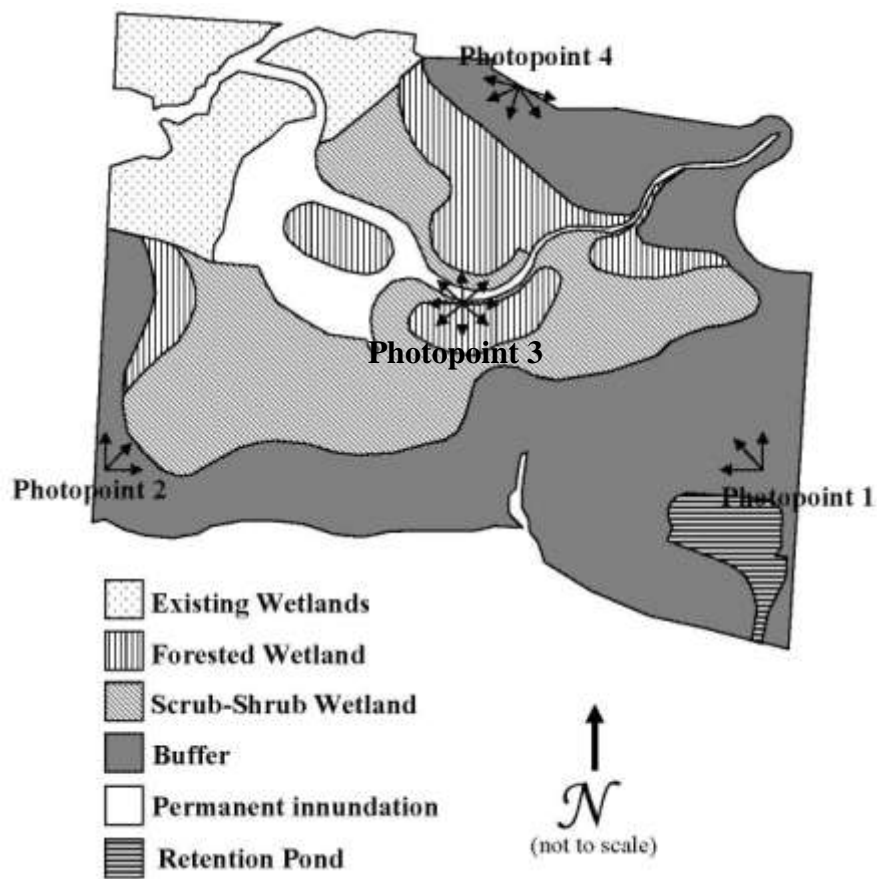 Photopoint 4
Photopoint 3
Photopoint 2
Photopoint 1
Existing Wetlands
Forested Wetland
Scrub-Shrub Wetland
Buffer
Permanent innundation
Retention Pond
N
(not to scale)